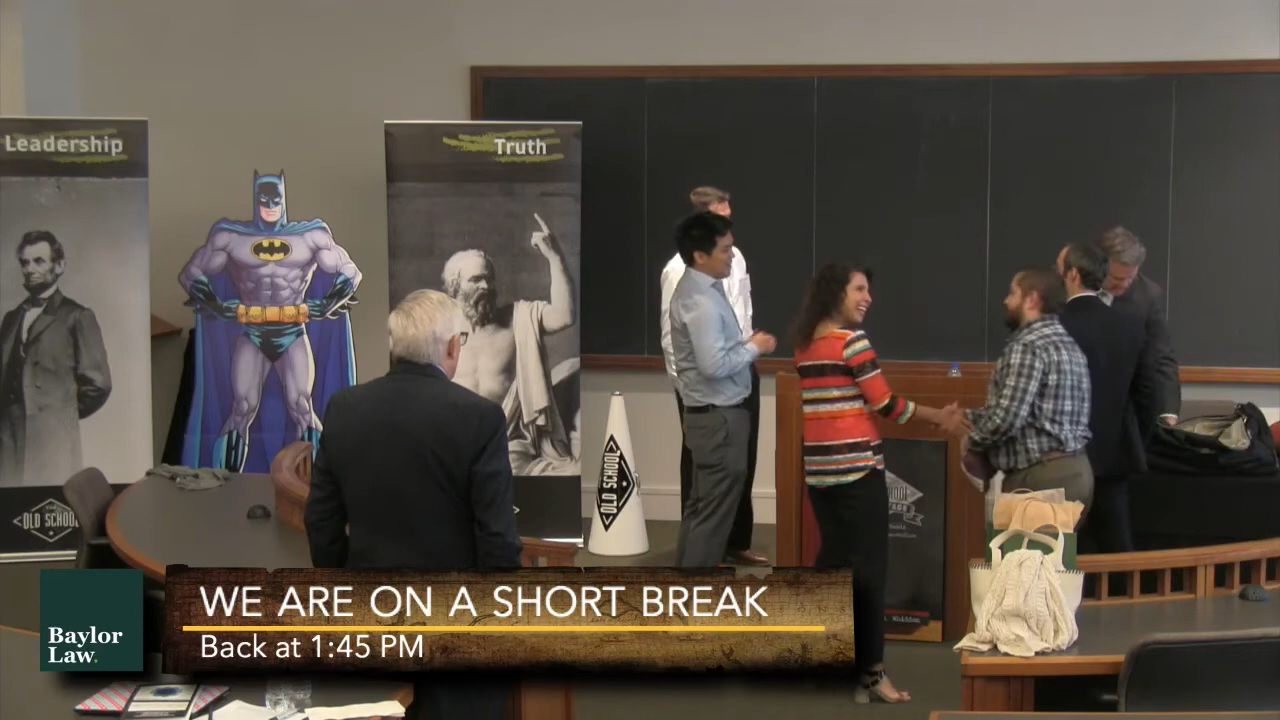 Leadership
Truth
OLD SCHOOL
OLD SCHOOL
WE ARE ON A SHORT BREAK
Back at 1:45 PM
Baylor
Law.